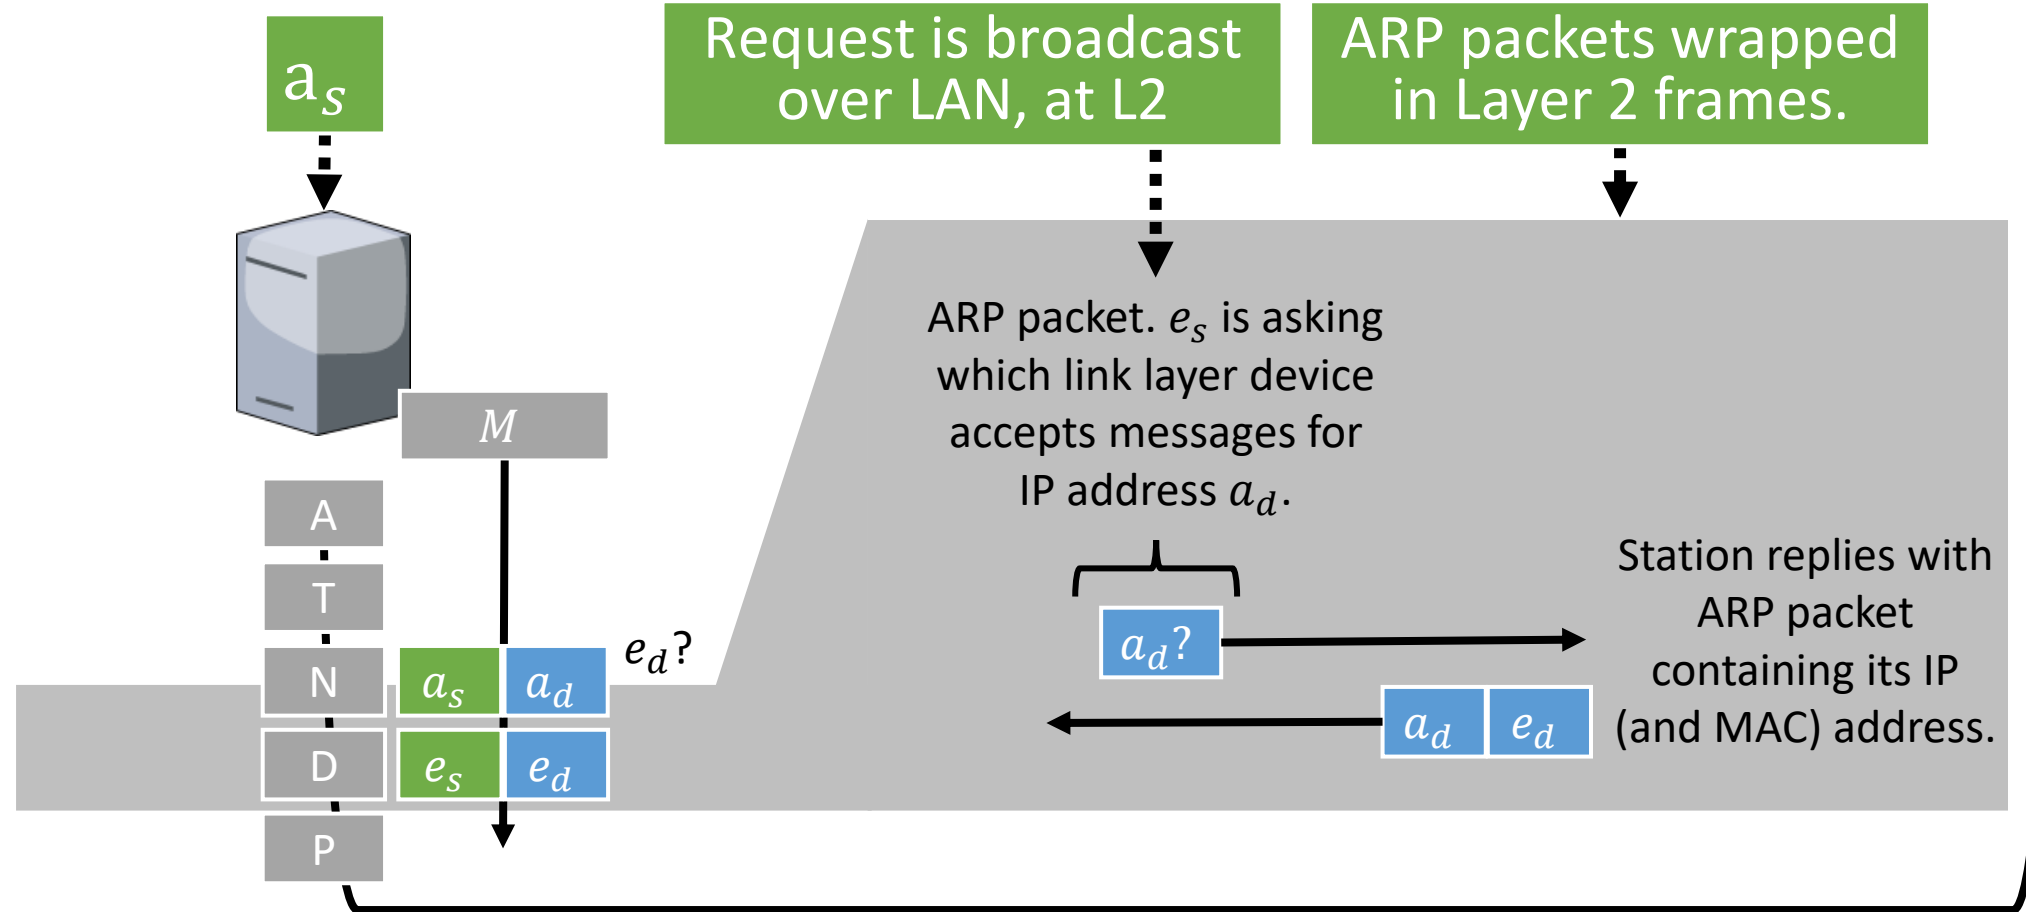 a_s
Request is broadcast
over LAN, at L2
ARP packets wrapped
in Layer 2 frames.
ARP packet. e_s is asking
which link layer device
accepts messages for
IP address a_d.
M
A
T
N
D
P
a_s a_d
e_d?
e_s e_d
a_d?
a_d e_d
Station replies with
ARP packet
containing its IP
(and MAC) address.